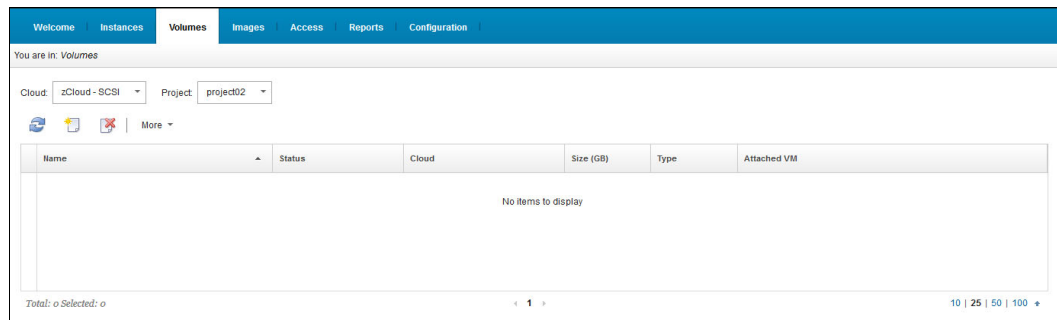 Welcome Instances Volumes Images Access Reports Configuration
You are in: Volumes
Cloud: zCloud - SCSI Project: project02
More
Name Status Cloud Size (GB) Type Attached VM
No items to display
Total: 0 Selected: 0 1 10 | 25 | 50 | 100